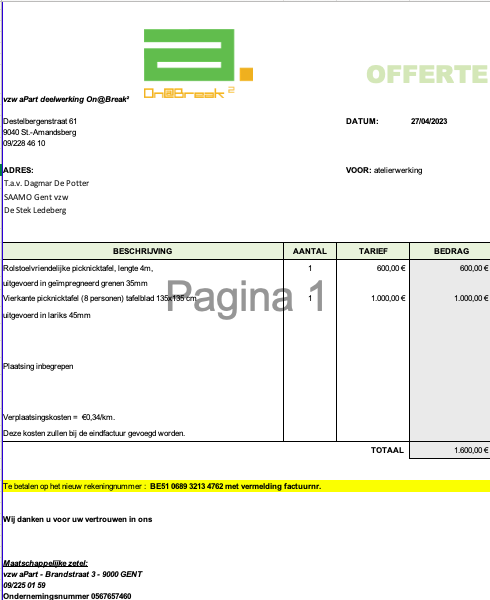 On@Break²
OFFERTE
vzw aPart deelwerking On@Break²
Destelbergenstraat 61
DATUM: 27/04/2023
9040 St.-Amandsberg
09/228 46 10
ADRES:
VOOR: atelierwerking
T.a.v. Dagmar De Potter
SAAMO Gent vzw
De Stek Ledeberg
BESCHRIJVING AANTAL TARIEF BEDRAG
Rolstoelvriendelijke picknicktafel, lengte 4m, 1 600,00 € 600,00 €
uitgevoerd in geïmpregneerd grenen 35mm
Pagina 1
Vierkante picknicktafel (8 personen) tafelblad 135x135 cm, 1 1.000,00 € 1.000,00 €
uitgevoerd in lariks 45mm
Plaatsing inbegrepen
Verplaatsingskosten = €0,34/km.
Deze kosten zullen bij de eindfactuur gevoegd worden.
TOTAAL 1.600,00 €
Te betalen op het nieuw rekeningnummer : BE51 0689 3213 4762 met vermelding factuurnr.
Wij danken u voor uw vertrouwen in ons
Maatschappelijke zetel:
vzw aPart - Brandstraat 3 - 9000 GENT
09/225 01 59
Ondernemingsnummer 0567657460